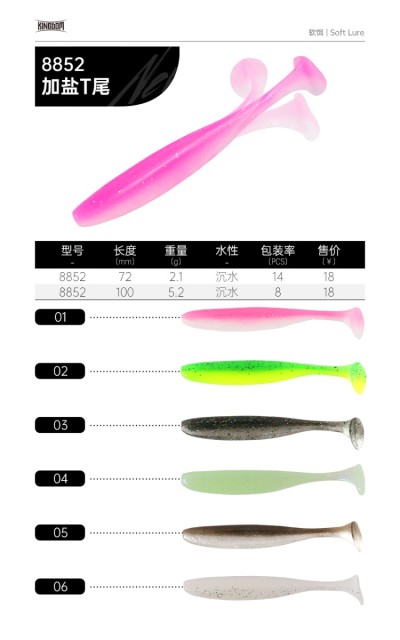 KINGDOM
软饵 | Soft Lure
8852
加盐T尾
型号 长度 重量 水性 包装率 售价
- (mm) (g) - (PCS) (¥)
8852 72 2.1 沉水 14 18
8852 100 5.2 沉水 8 18
01
02
03
04
05
06